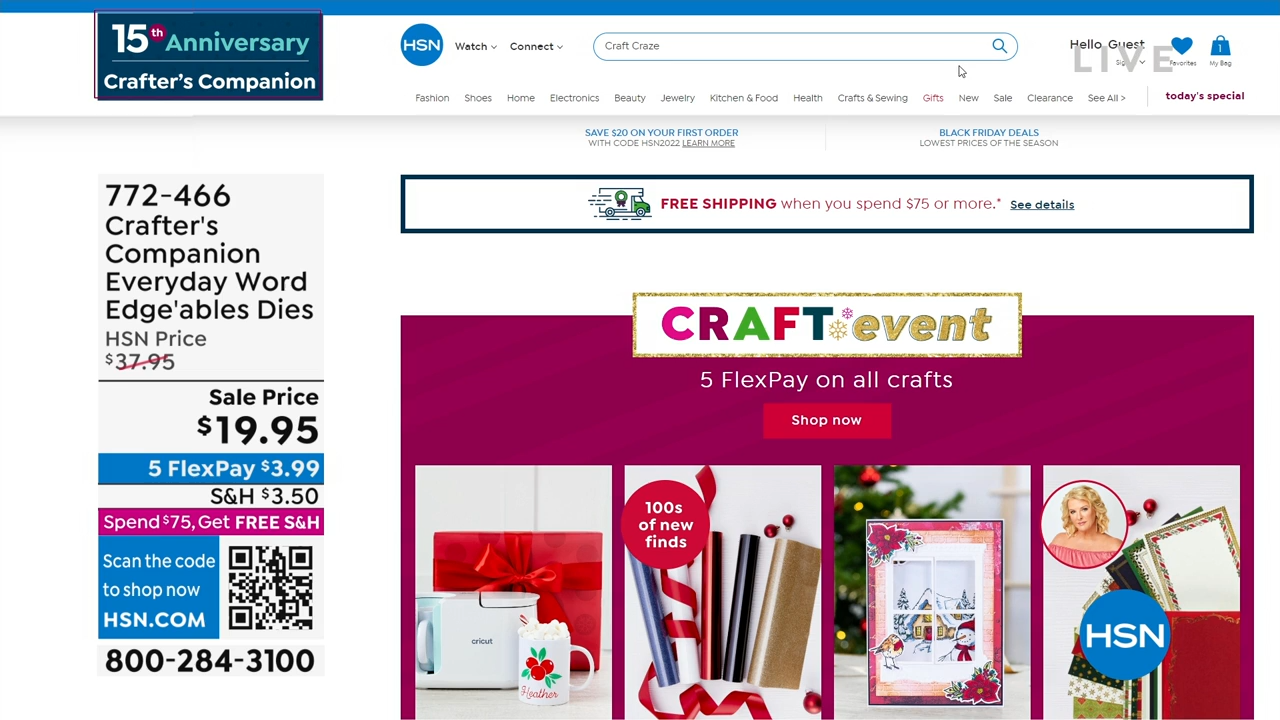 15th Anniversary
Crafter's Companion
772-466
Crafter's
Companion
Everyday Word
Edge'ables Dies
HSN Price
$37.95
Sale Price
$19.95
5 FlexPay $3.99
S&H $3.50
Spend $75, Get FREE S&H
Scan the code
to shop now
HSN.COM
800-284-3100
HSN
Watch
Connect
Craft Craze
Hello, Guest
LIVE
Favorites
1
My Bag
Fashion Shoes Home Electronics Beauty Jewelry Kitchen & Food Health Crafts & Sewing Gifts New Sale Clearance See All >
today's special
SAVE $20 ON YOUR FIRST ORDER
WITH CODE HSN2022 LEARN MORE
BLACK FRIDAY DEALS
LOWEST PRICES OF THE SEASON
FREE SHIPPING when you spend $75 or more.* See details
CRAFT event
5 FlexPay on all crafts
Shop now
100s
of new
finds
cricut
Heather
HSN